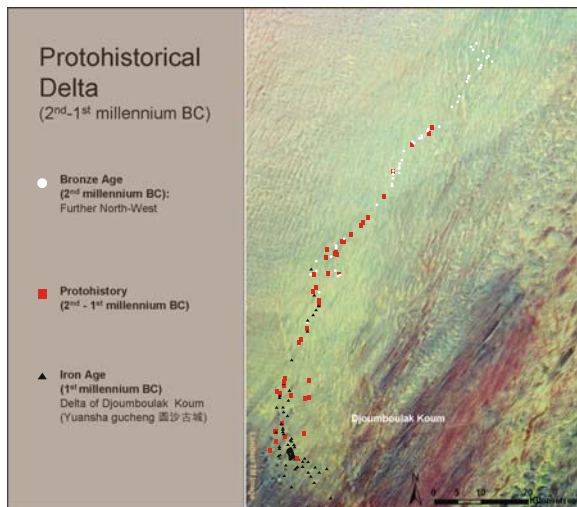 Protohistorical
Delta
(2nd-1st millennium BC)
Bronze Age
(2nd millennium BC):
Further North-West
Protohistory
(2nd - 1st millennium BC)
Iron Age
(1st millennium BC)
Delta of Djoumboulak Koum
(Yuansha gucheng 圆沙古城)
Djoumboulak Koum
N
0 5 10 20
Kilometres